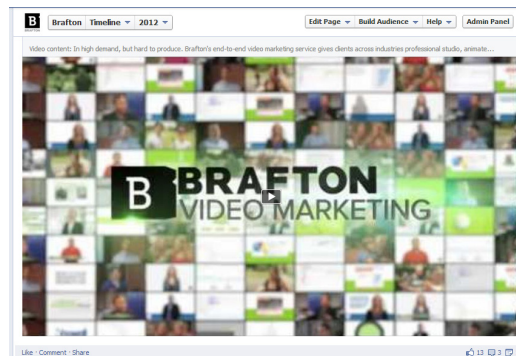 B Brafton Timeline 2012 Edit Page Build Audience Help Admin Panel
BRAFTON
Video content: In high demand, but hard to produce. Brafton's end-to-end video marketing service gives clients across industries professional studio, animate...
B BRAFTON
VIDEO MARKETING
Like · Comment · Share 13 3